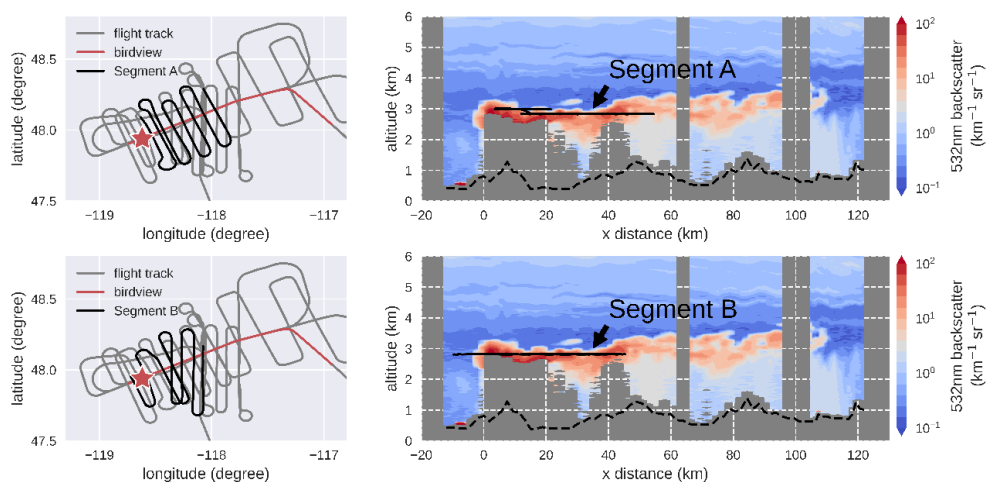 flight track
birdview
Segment A
48.5
48.0
47.5
latitude (degree)
−119
−118
−117
longitude (degree)
6
5
4
3
2
1
0
altitude (km)
Segment A
−20
0
20
40
60
80
100
120
x distance (km)
10²
10¹
10⁰
10⁻¹
532nm backscatter
(km⁻¹ sr⁻¹)
flight track
birdview
Segment B
48.5
48.0
47.5
latitude (degree)
−119
−118
−117
longitude (degree)
6
5
4
3
2
1
0
altitude (km)
Segment B
−20
0
20
40
60
80
100
120
x distance (km)
10²
10¹
10⁰
10⁻¹
532nm backscatter
(km⁻¹ sr⁻¹)